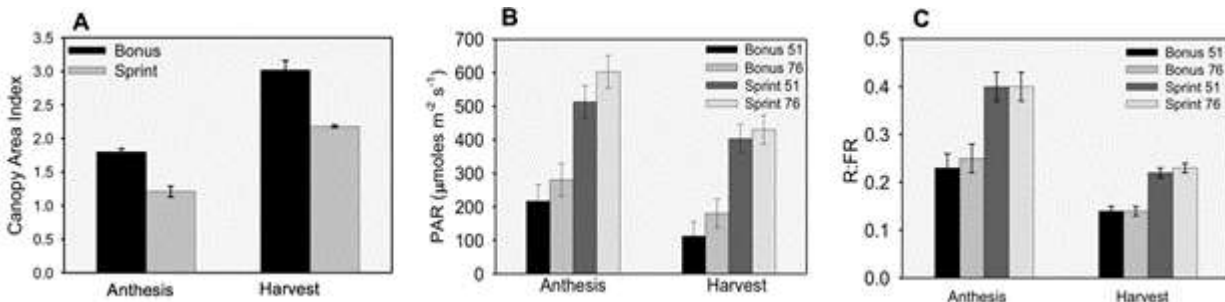 A
Canopy Area Index
3.5
3.0
2.5
2.0
1.5
1.0
0.5
0.0
Bonus
Sprint
Anthesis
Harvest
B
PAR (µmoles m⁻² s⁻¹)
700
600
500
400
300
200
100
0
Bonus 51
Bonus 76
Sprint 51
Sprint 76
Anthesis
Harvest
C
R:FR
0.5
0.4
0.3
0.2
0.1
0.0
Bonus 51
Bonus 76
Sprint 51
Sprint 76
Anthesis
Harvest